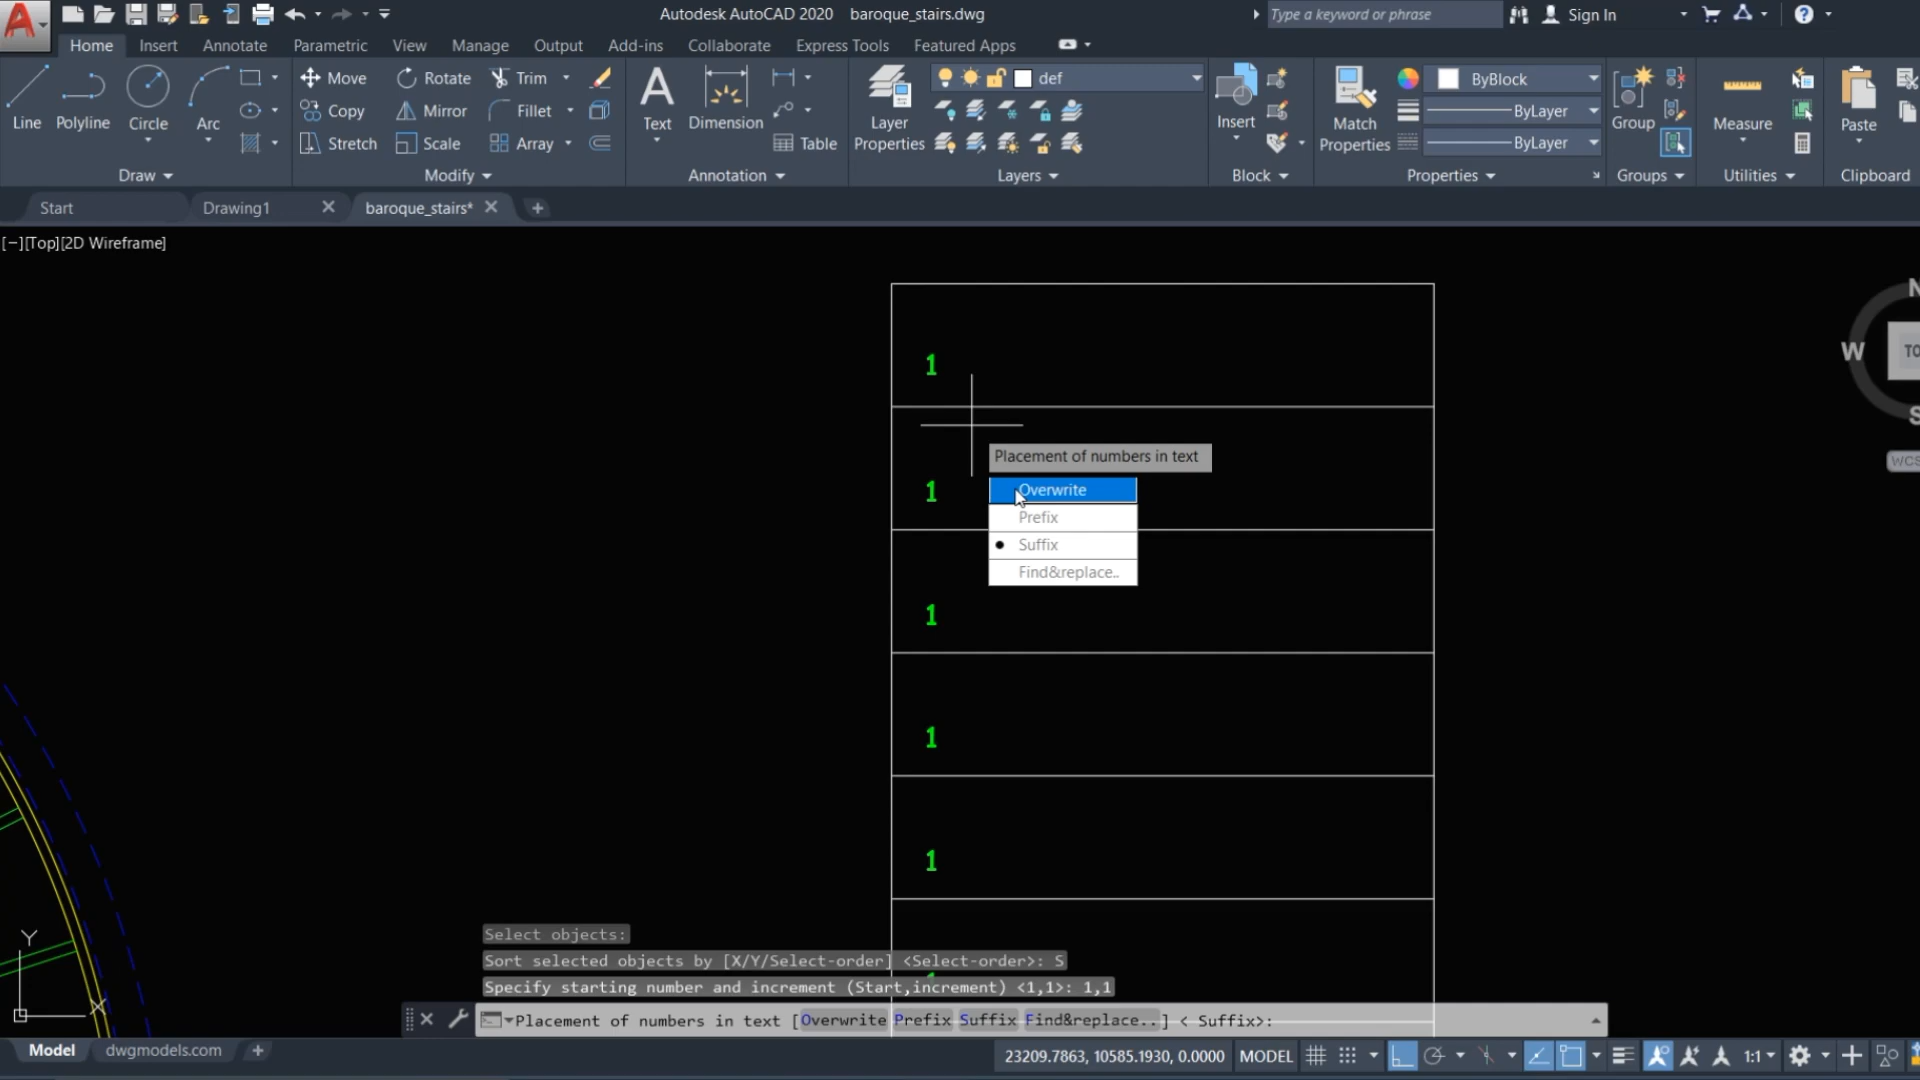 Autodesk AutoCAD 2020 baroque_stairs.dwg
Type a keyword or phrase
Sign In
Home Insert Annotate Parametric View Manage Output Add-ins Collaborate Express Tools Featured Apps
Line Polyline Circle Arc
Move Rotate Trim
Copy Mirror Fillet
Stretch Scale Array
Text Dimension
Table
Layer Properties
def
Insert
Match Properties
ByBlock
ByLayer
ByLayer
Group
Measure
Paste
Draw Modify Annotation Layers Block Properties Groups Utilities Clipboard
Start Drawing1 baroque_stairs*
[−][Top][2D Wireframe]
N
W
S
WCS
1
1
1
1
1
Placement of numbers in text
Overwrite
Prefix
Suffix
Find&replace..
Y
X
Select objects:
Sort selected objects by [X/Y/Select-order] <Select-order>: S
Specify starting number and increment (Start,increment) <1,1>: 1,1
Placement of numbers in text [Overwrite Prefix Suffix Find&replace..] < Suffix>:
Model dwgmodels.com
23209.7863, 10585.1930, 0.0000 MODEL 1:1